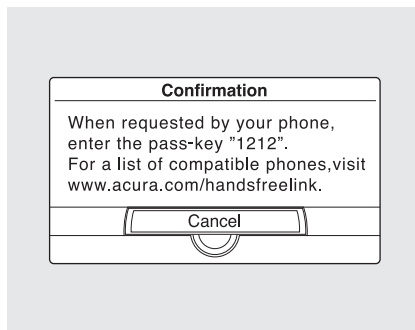 Confirmation
When requested by your phone,
enter the pass-key "1212".
For a list of compatible phones,visit
www.acura.com/handsfreelink.
Cancel